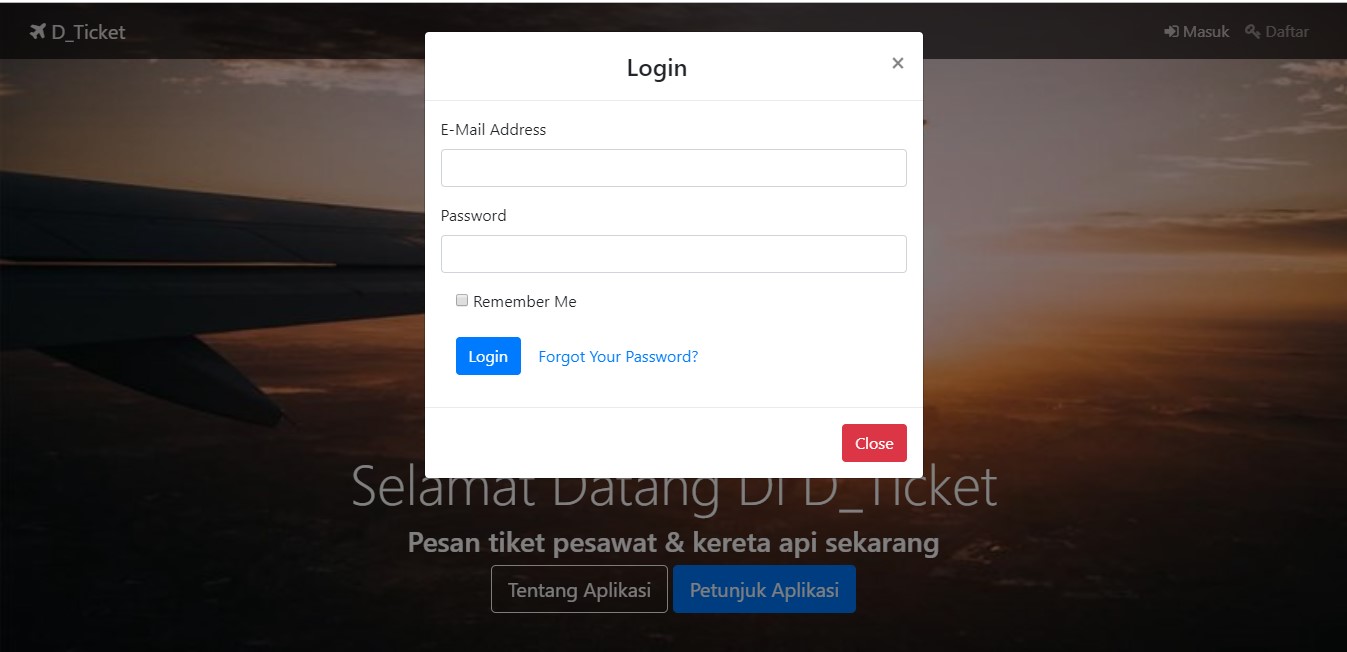 D_Ticket
Masuk Daftar
Login ×
E-Mail Address
Password
Remember Me
Login Forgot Your Password?
Close
Selamat Datang Di D_Ticket
Pesan tiket pesawat & kereta api sekarang
Tentang Aplikasi Petunjuk Aplikasi